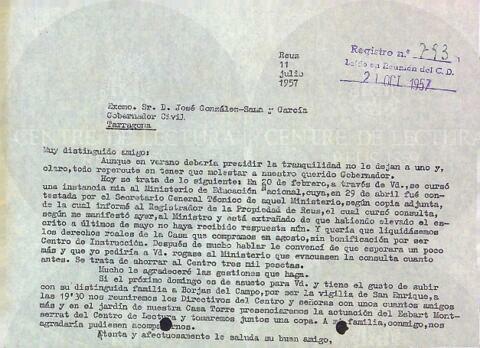 Registro n.º 793
Leído en Reunión del C. D.
2 OCT 1957
Reus
11
julio
1957
Excmo. Sr. D. José González-Sama y García
Gobernador Civil.
Tarragona
Muy distinguido amigo:
Aunque en verano debería presidir la tranquilidad no le dejan a uno y,
claro, todo repercute en tener que molestar a nuestro querido Gobernador.
Hoy se trata de lo siguiente: En 20 de febrero, a través de Vd., se cursó
una instancia mia al Ministerio de Educación Nacional, cuya, en 29 de abril fué con-
testada por el Secretario General Técnico de aquel Ministerio, según copia adjunta,
de la cual informé al Registrador de la Propiedad de Reus, el cual cursó consulta,
según me manifestó ayer, al Ministro y está extrañado de que habiendo elevado el es-
crito a últimos de mayo no haya recibido respuesta aún. Y quería que liquidásemos
los derechos reales de la Casa que compramos en agosto, sin bonificación por ser
Centro de Instrucción. Después de mucho hablar le convencí de que esperara un poco
más y que yo pediría a Vd. rogase al Ministerio que evacuasen la consulta cuanto
antes. Se trata de ahorrar al Centro tres mil pesetas.
Mucho le agradeceré las gestiones que haga.
Si el próximo domingo es de asueto para Vd. y tiene el gusto de subir
con su distinguida familia a Borjas del Campo, por ser la vigilia de San Enrique, a
las 19'30 nos reuniremos los Directivos del Centro y señoras con unos cuantos amigos
más y en el jardín de nuestra Casa Torre presenciaremos la actuación del Esbart Mont-
serrat del Centro de Lectura y tomaremos juntos una copa. A mi familia, conmigo, nos
agradaría pudiesen acompañarnos.
Atenta y afectuosamente le saluda su buen amigo,